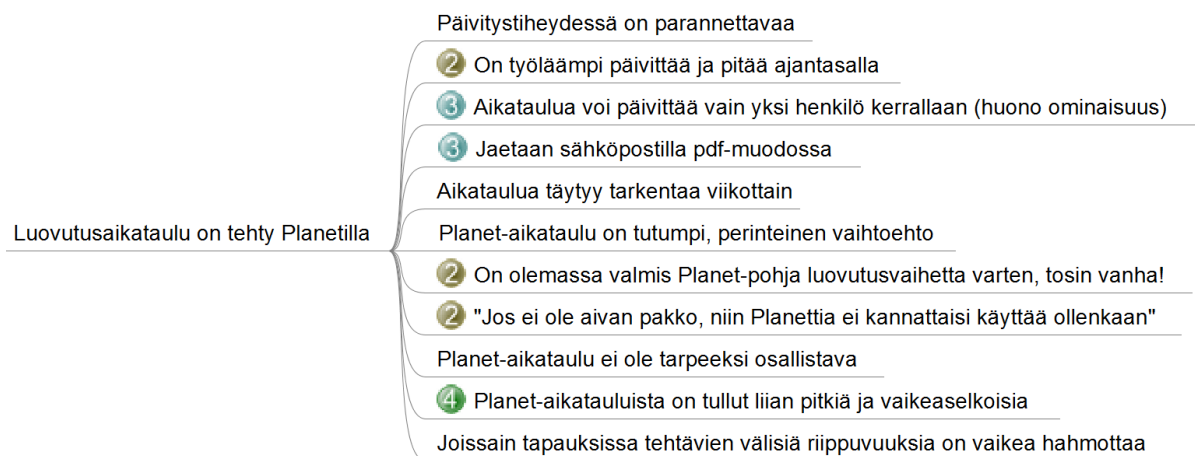 Päivitystiheydessä on parannettavaa
2 On työläämpi päivittää ja pitää ajantasalla
3 Aikataulua voi päivittää vain yksi henkilö kerrallaan (huono ominaisuus)
3 Jaetaan sähköpostilla pdf-muodossa
Aikataulua täytyy tarkentaa viikottain
Luovutusaikataulu on tehty Planetilla
Planet-aikataulu on tutumpi, perinteinen vaihtoehto
2 On olemassa valmis Planet-pohja luovutusvaihetta varten, tosin vanha!
2 "Jos ei ole aivan pakko, niin Planettia ei kannattaisi käyttää ollenkaan"
Planet-aikataulu ei ole tarpeeksi osallistava
4 Planet-aikatauluista on tullut liian pitkiä ja vaikeaselkoisia
Joissain tapauksissa tehtävien välisiä riippuvuuksia on vaikea hahmottaa